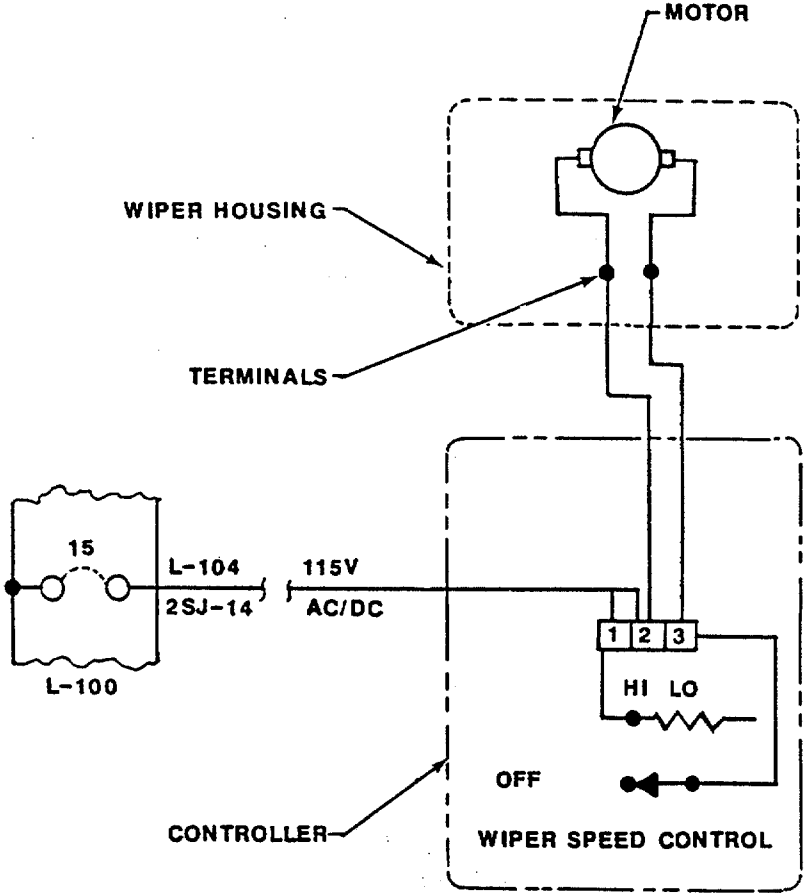 MOTOR
WIPER HOUSING
TERMINALS
15
L-104
115V
2SJ-14
AC/DC
L-100
1 2 3
HI LO
OFF
CONTROLLER
WIPER SPEED CONTROL